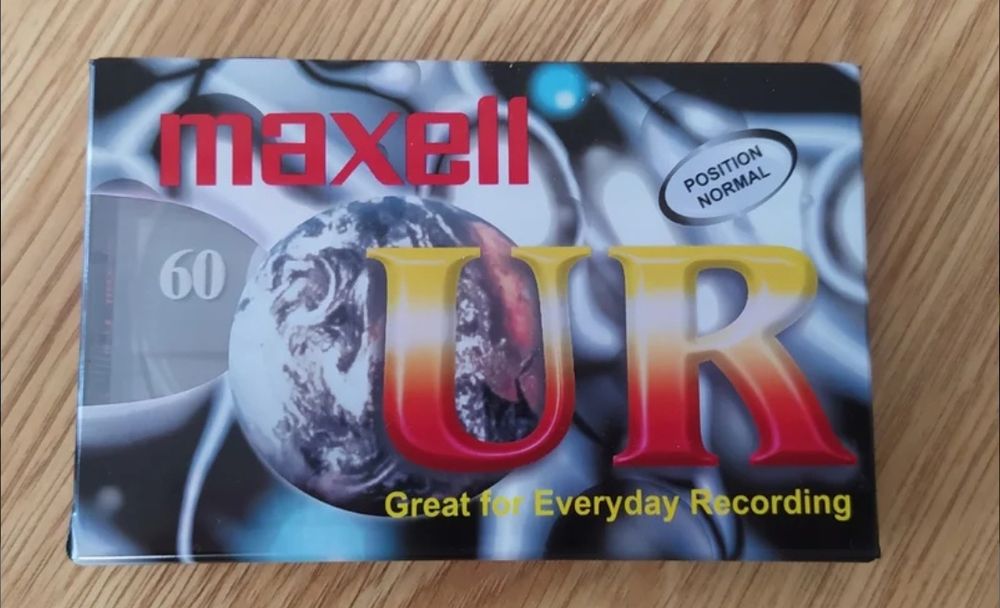 maxell
POSITION
NORMAL
60
UR
Great for Everyday Recording